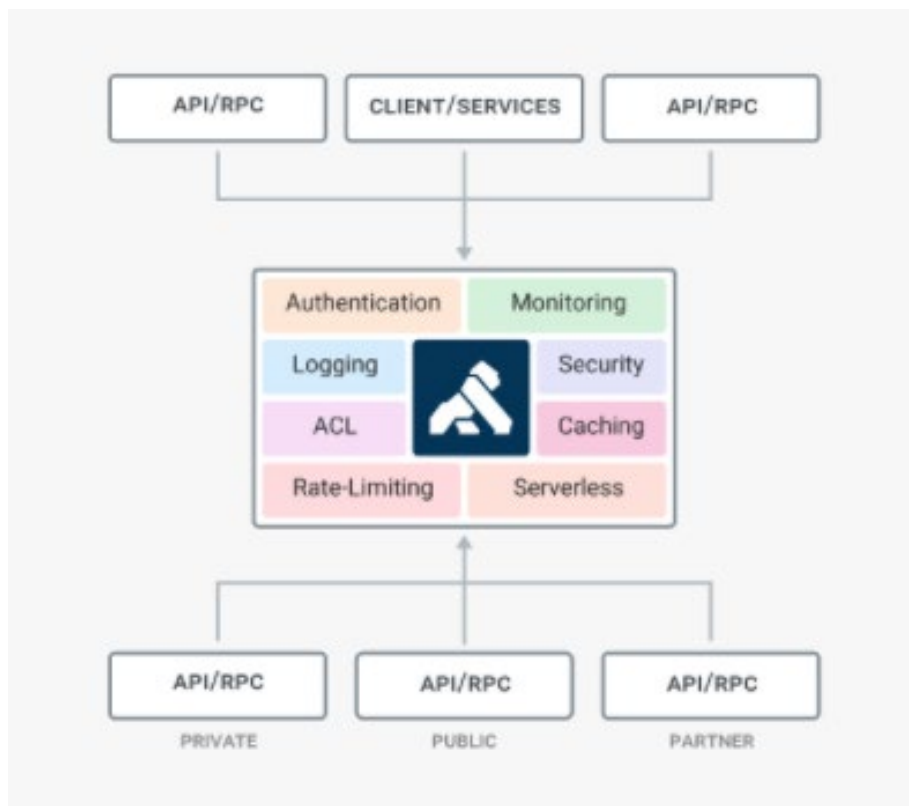 API/RPC
CLIENT/SERVICES
API/RPC
Authentication
Monitoring
Logging
Security
ACL
Caching
Rate-Limiting
Serverless
API/RPC
API/RPC
API/RPC
PRIVATE
PUBLIC
PARTNER